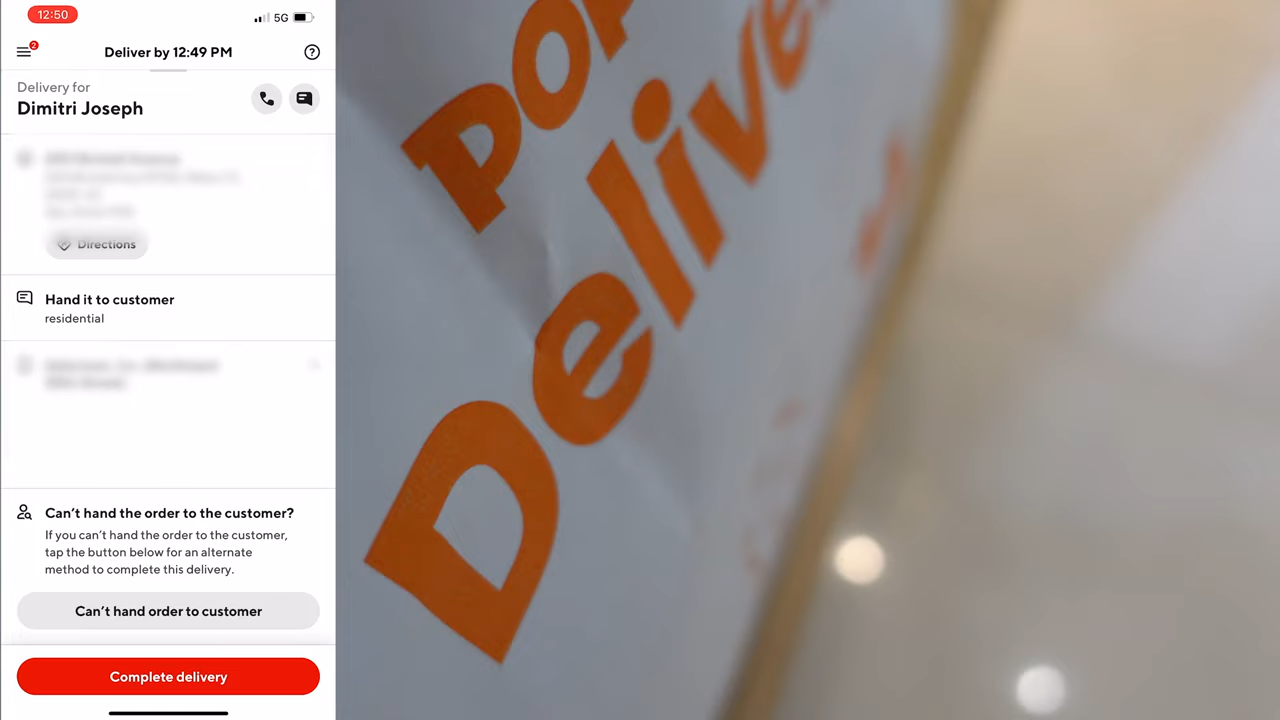 12:50
5G
2
Deliver by 12:49 PM
?
Delivery for
Dimitri Joseph
Directions
Hand it to customer
residential
Can’t hand the order to the customer?
If you can’t hand the order to the customer,
tap the button below for an alternate
method to complete this delivery.
Can’t hand order to customer
Complete delivery